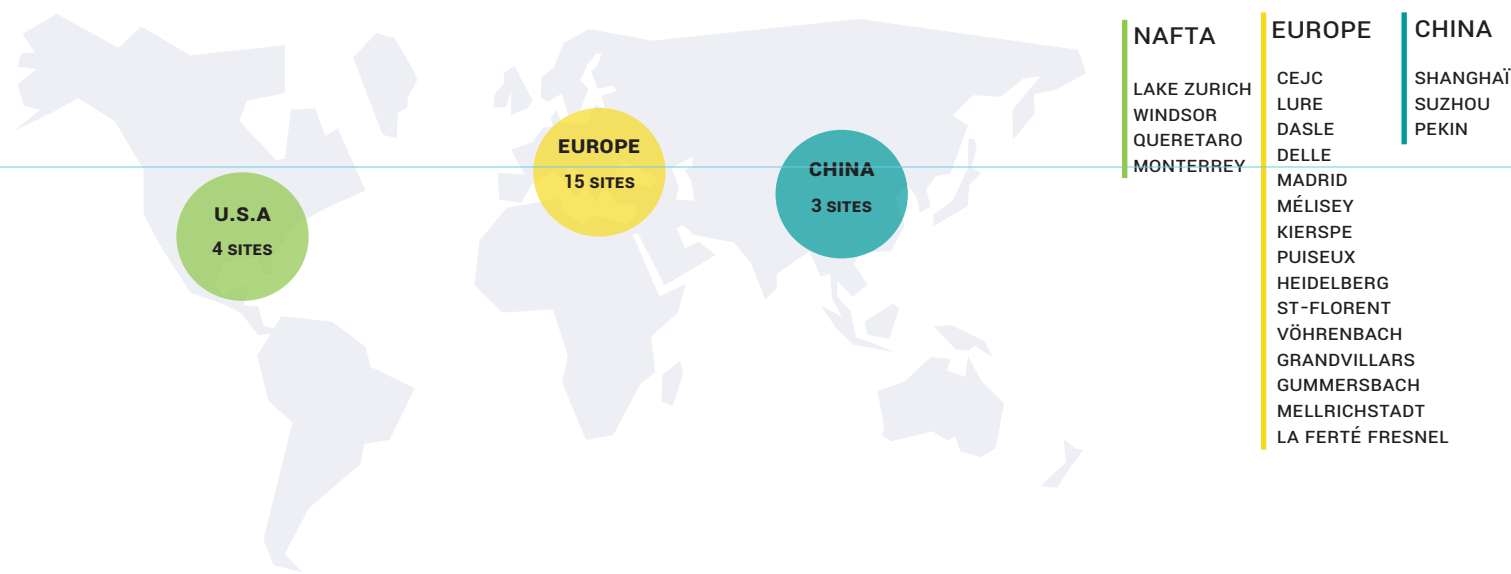 EUROPE
15 SITES
CHINA
3 SITES
U.S.A
4 SITES
NAFTA
LAKE ZURICH
WINDSOR
QUERETARO
MONTERREY
EUROPE
CEJC
LURE
DASLE
DELLE
MADRID
MÉLISEY
KIERSPE
PUISEUX
HEIDELBERG
ST-FLORENT
VÖHRENBACH
GRANDVILLARS
GUMMERSBACH
MELLRICHSTADT
LA FERTÉ FRESNEL
CHINA
SHANGHAÏ
SUZHOU
PEKIN